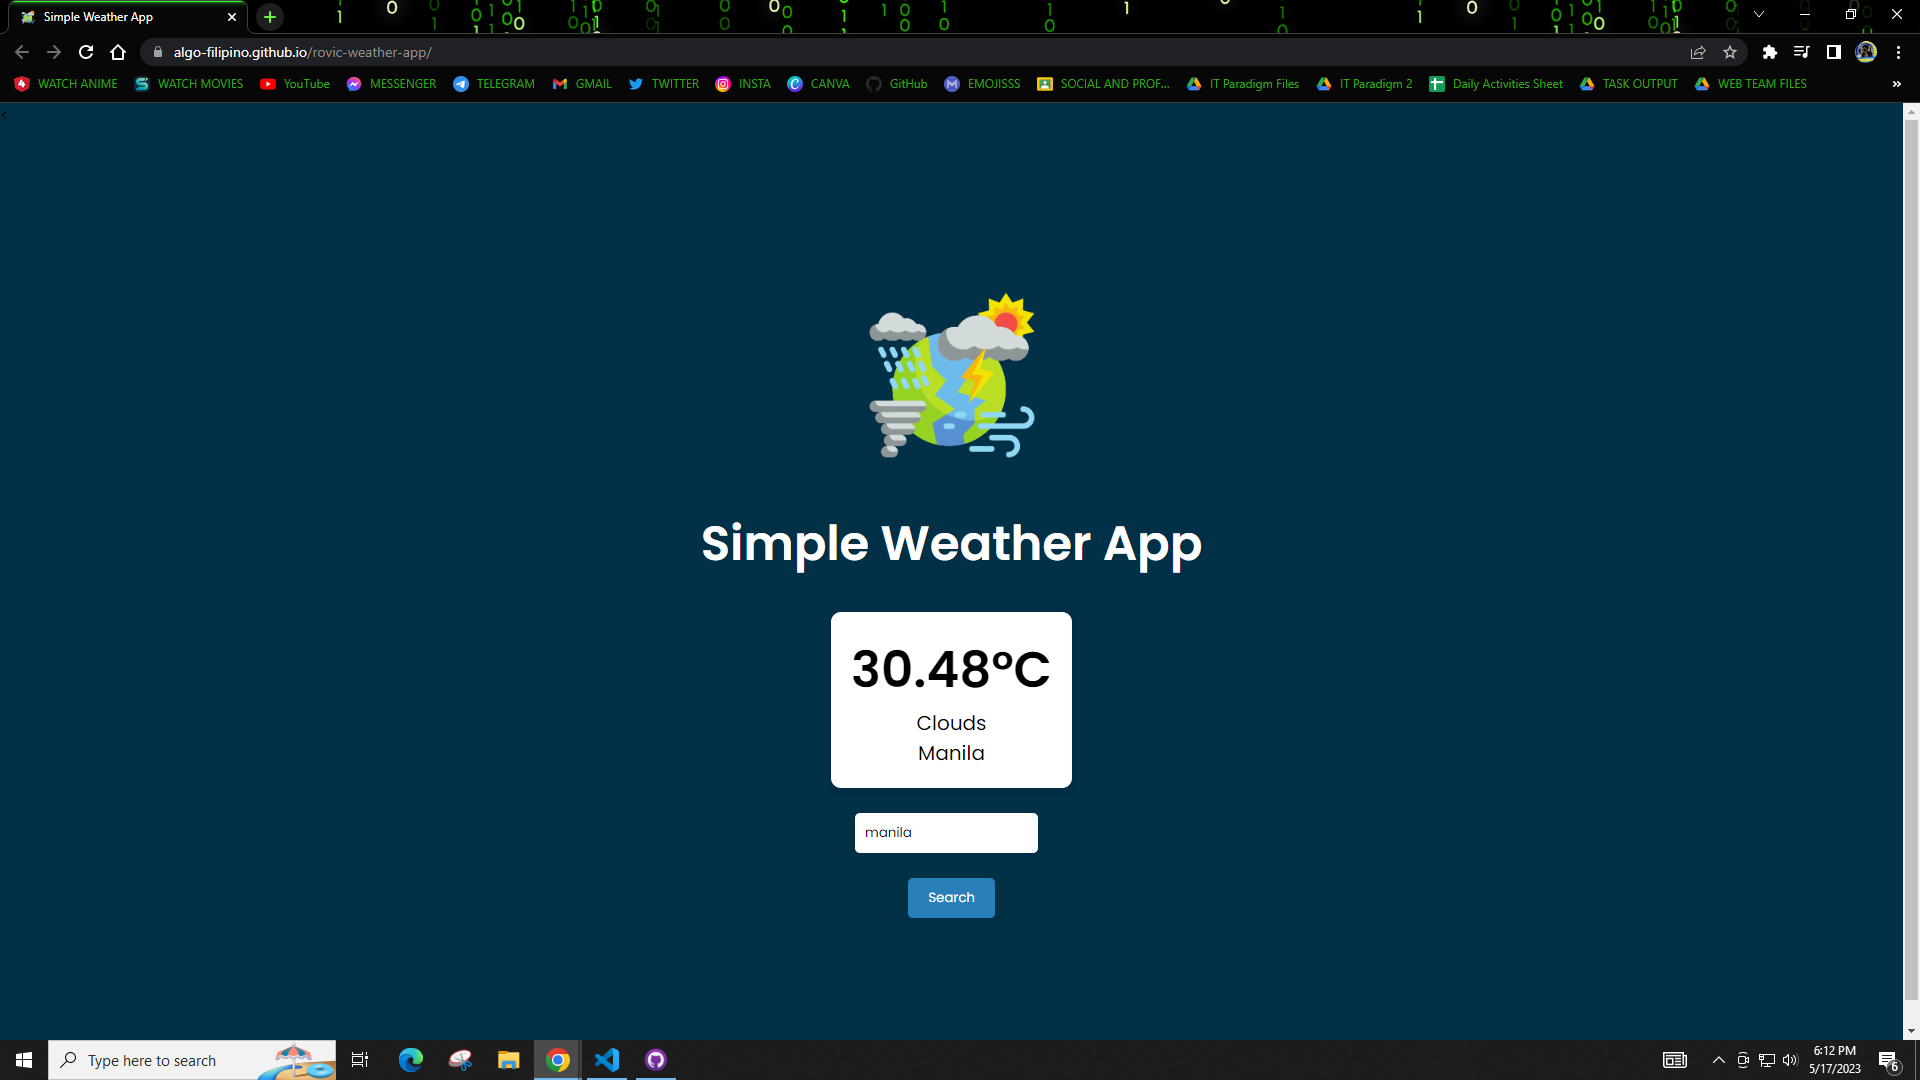 Simple Weather App
algo-filipino.github.io/rovic-weather-app/
WATCH ANIME WATCH MOVIES YouTube MESSENGER TELEGRAM GMAIL TWITTER INSTA CANVA GitHub EMOJISSS SOCIAL AND PROF... IT Paradigm Files IT Paradigm 2 Daily Activities Sheet TASK OUTPUT WEB TEAM FILES »
<
Simple Weather App
30.48°C
Clouds
Manila
manila
Search
Type here to search
6:12 PM
5/17/2023
6